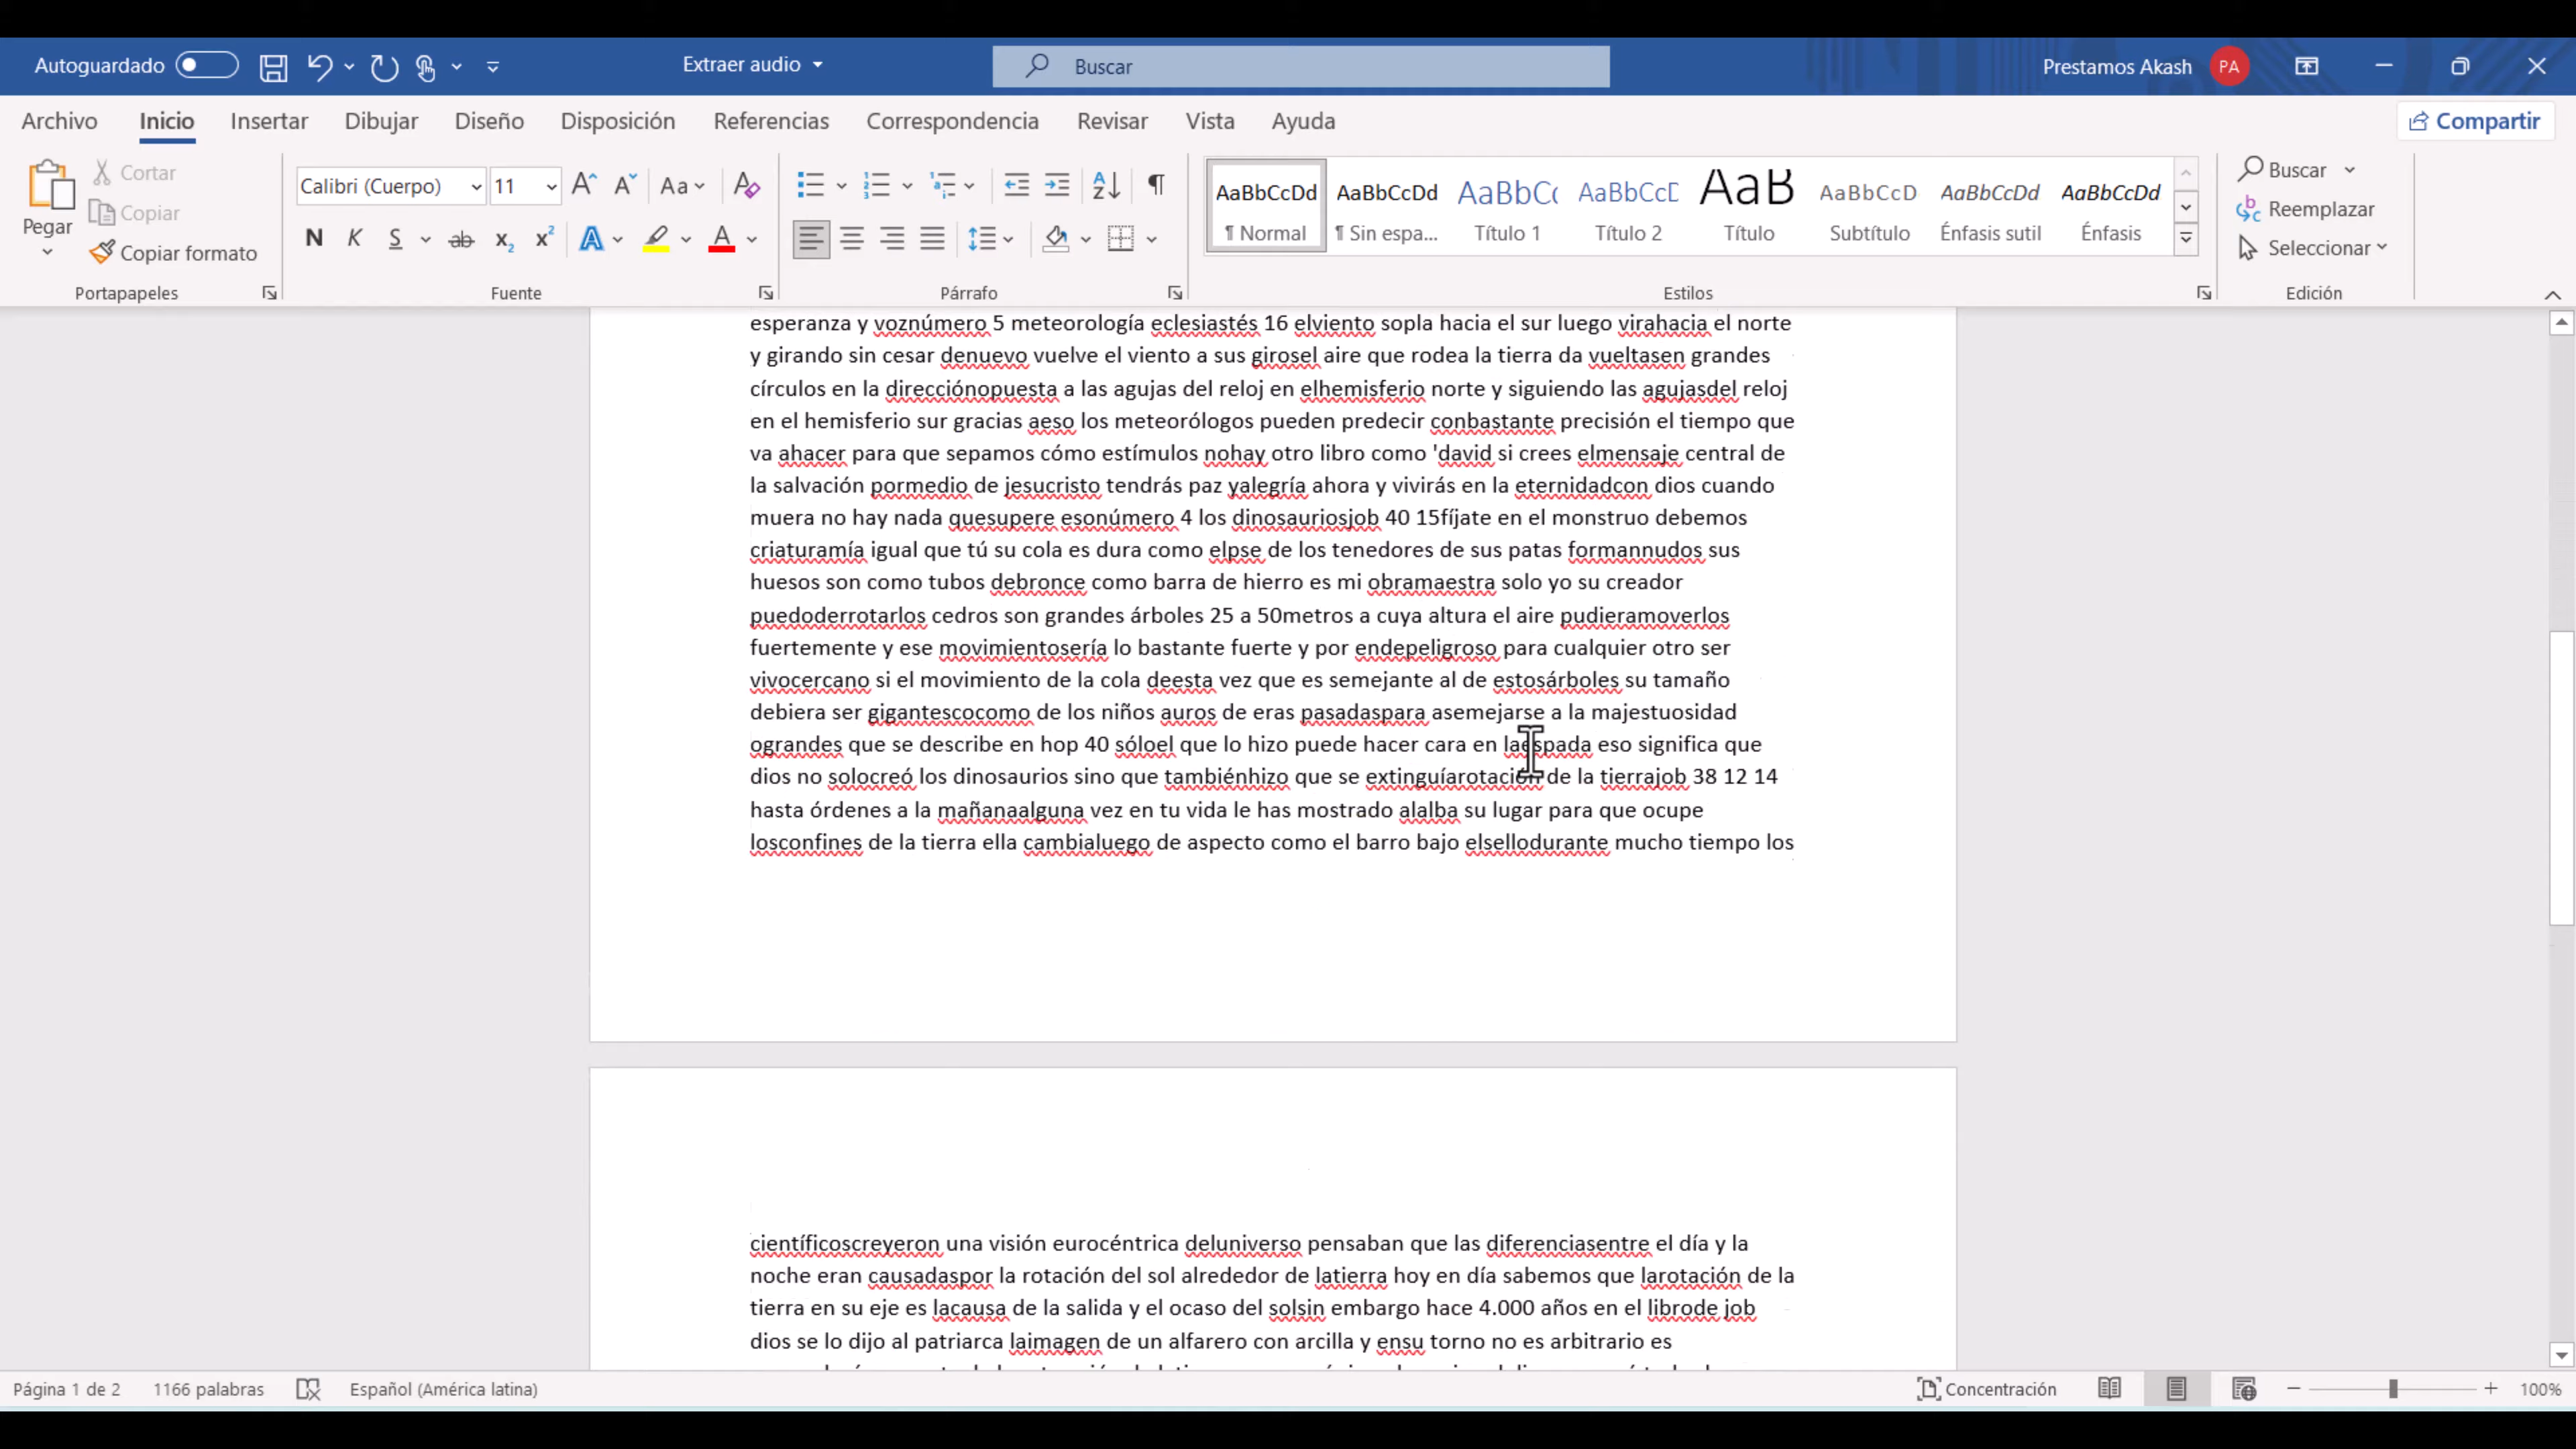 Autoguardado
Extraer audio
Buscar
Prestamos Akash
PA
Archivo Inicio Insertar Dibujar Diseño Disposición Referencias Correspondencia Revisar Vista Ayuda
Compartir
Pegar
Cortar
Copiar
Copiar formato
Portapapeles
Calibri (Cuerpo) 11
Aa
N K S ab x2 x2 A A
Fuente
Párrafo
AaBbCcDd AaBbCcDd AaBbC AaBbCcD AaB AaBbCcD AaBbCcDd AaBbCcDd
¶ Normal ¶ Sin espa... Título 1 Título 2 Título Subtítulo Énfasis sutil Énfasis
Estilos
Buscar
Reemplazar
Seleccionar
Edición
esperanza y voznúmero 5 meteorología eclesiastés 16 elviento sopla hacia el sur luego virahacia el norte
y girando sin cesar denuevo vuelve el viento a sus girosel aire que rodea la tierra da vueltasen grandes
círculos en la direcciónopuesta a las agujas del reloj en elhemisferio norte y siguiendo las agujasdel reloj
en el hemisferio sur gracias aeso los meteorólogos pueden predecir conbastante precisión el tiempo que
va ahacer para que sepamos cómo estímulos nohay otro libro como 'david si crees elmensaje central de
la salvación pormedio de jesucristo tendrás paz yalegría ahora y vivirás en la eternidadcon dios cuando
muera no hay nada quesupere esonúmero 4 los dinosauriosjob 40 15fíjate en el monstruo debemos
criaturamía igual que tú su cola es dura como elpse de los tenedores de sus patas formannudos sus
huesos son como tubos debronce como barra de hierro es mi obramaestra solo yo su creador
puedoderrotarlos cedros son grandes árboles 25 a 50metros a cuya altura el aire pudieramoverlos
fuertemente y ese movimientosería lo bastante fuerte y por endepeligroso para cualquier otro ser
vivocercano si el movimiento de la cola deesta vez que es semejante al de estosárboles su tamaño
debiera ser gigantescocomo de los niños auros de eras pasadaspara asemejarse a la majestuosidad
ograndes que se describe en hop 40 sóloel que lo hizo puede hacer cara en laespada eso significa que
dios no solocreó los dinosaurios sino que tambiénhizo que se extinguíarotación de la tierrajob 38 12 14
hasta órdenes a la mañanaalguna vez en tu vida le has mostrado alalba su lugar para que ocupe
losconfines de la tierra ella cambialuego de aspecto como el barro bajo elsellodurante mucho tiempo los
científicoscreyeron una visión eurocéntrica deluniverso pensaban que las diferenciasentre el día y la
noche eran causadaspor la rotación del sol alrededor de latierra hoy en día sabemos que larotación de la
tierra en su eje es lacausa de la salida y el ocaso del solsin embargo hace 4.000 años en el librode job
dios se lo dijo al patriarca laimagen de un alfarero con arcilla y ensu torno no es arbitrario es
Página 1 de 2 1166 palabras Español (América latina)
Concentración
100%